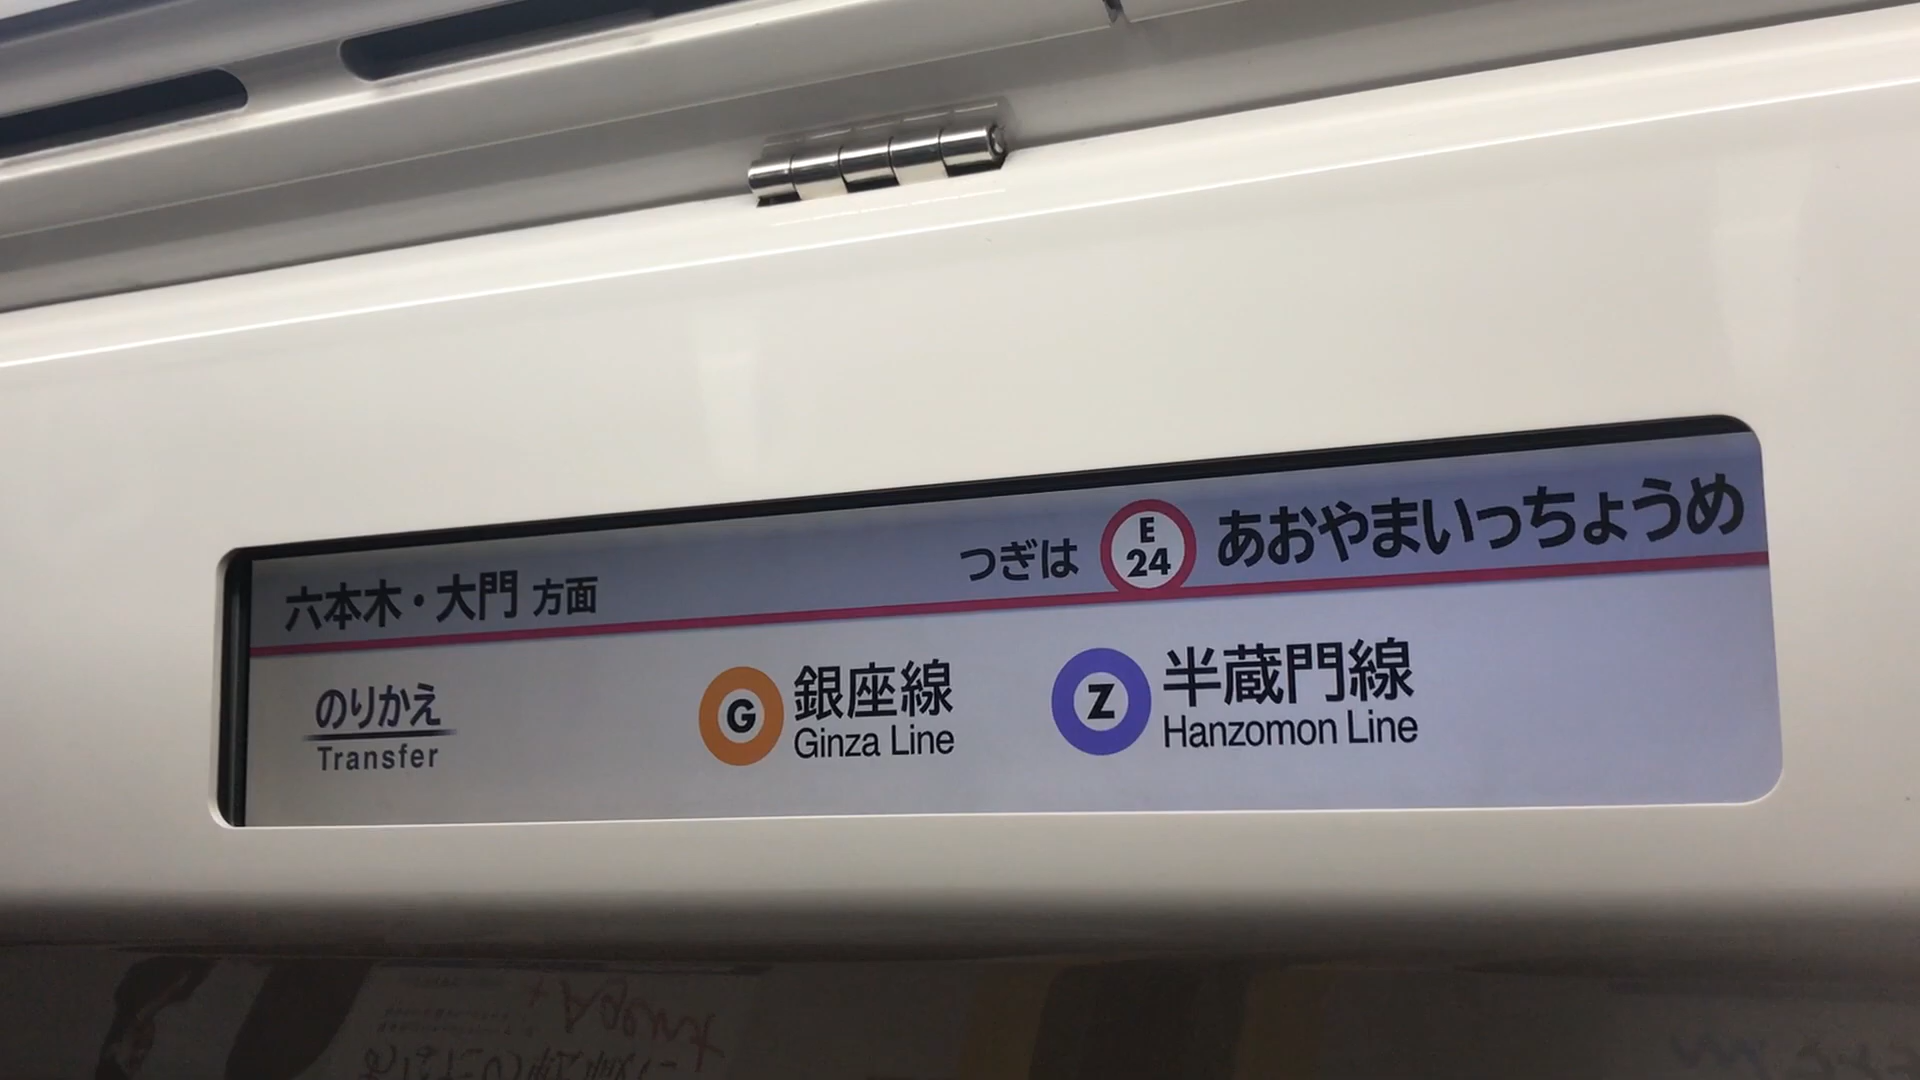 六本木・大門 方面
つぎは E 24 あおやまいっちょうめ
のりかえ
Transfer
G 銀座線
Ginza Line
Z 半蔵門線
Hanzomon Line